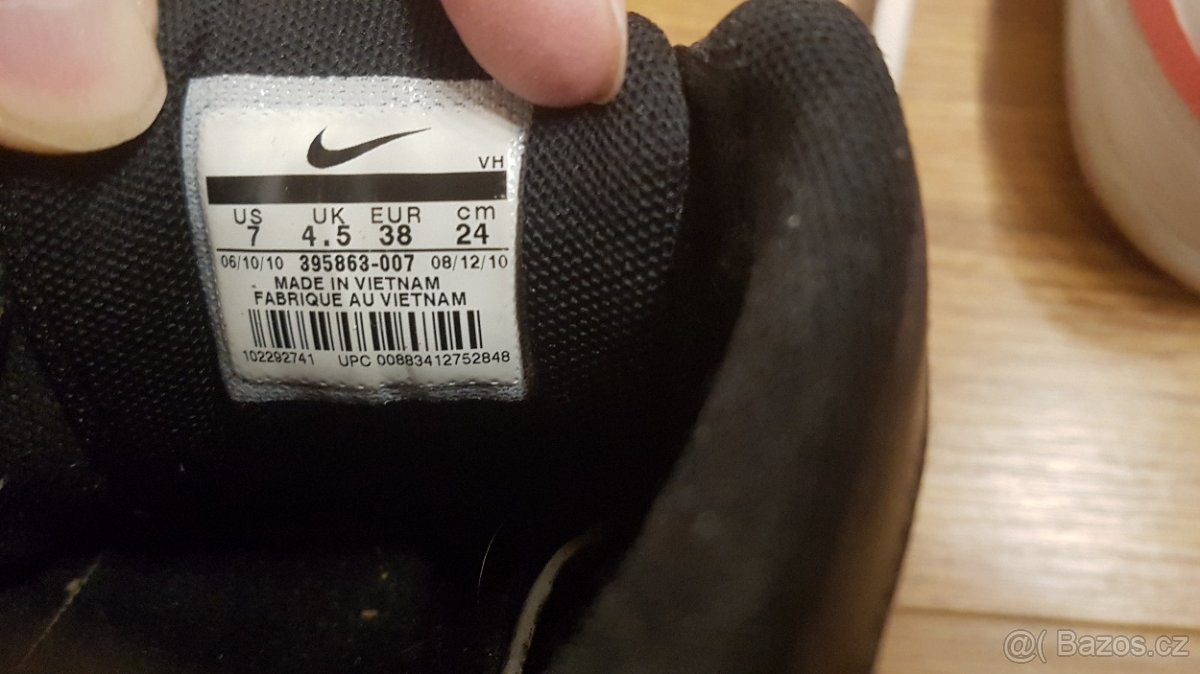 VH
US UK EUR cm
7 4.5 38 24
06/10/10 395863-007 08/12/10
MADE IN VIETNAM
FABRIQUE AU VIETNAM
102292741 UPC 00883412752848
@( Bazos.cz